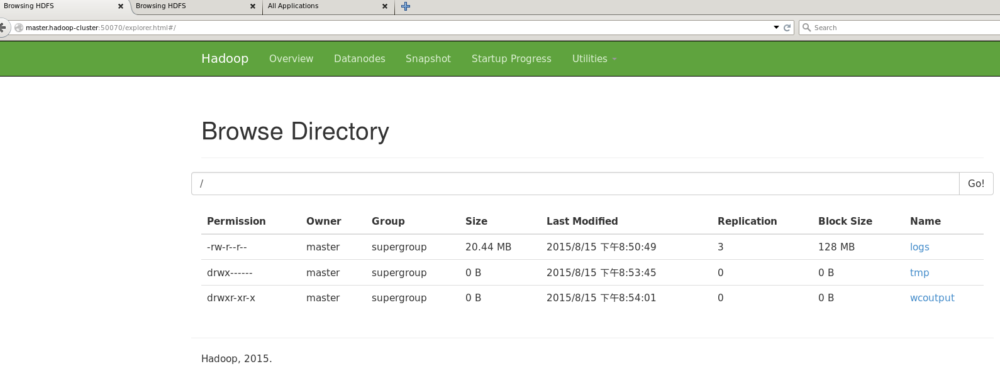 Browsing HDFS Browsing HDFS All Applications
master.hadoop-cluster:50070/explorer.html#/ Search
Hadoop Overview Datanodes Snapshot Startup Progress Utilities
Browse Directory
/ Go!
Permission Owner Group Size Last Modified Replication Block Size Name
-rw-r--r-- master supergroup 20.44 MB 2015/8/15 下午8:50:49 3 128 MB logs
drwx------ master supergroup 0 B 2015/8/15 下午8:53:45 0 0 B tmp
drwxr-xr-x master supergroup 0 B 2015/8/15 下午8:54:01 0 0 B wcoutput
Hadoop, 2015.